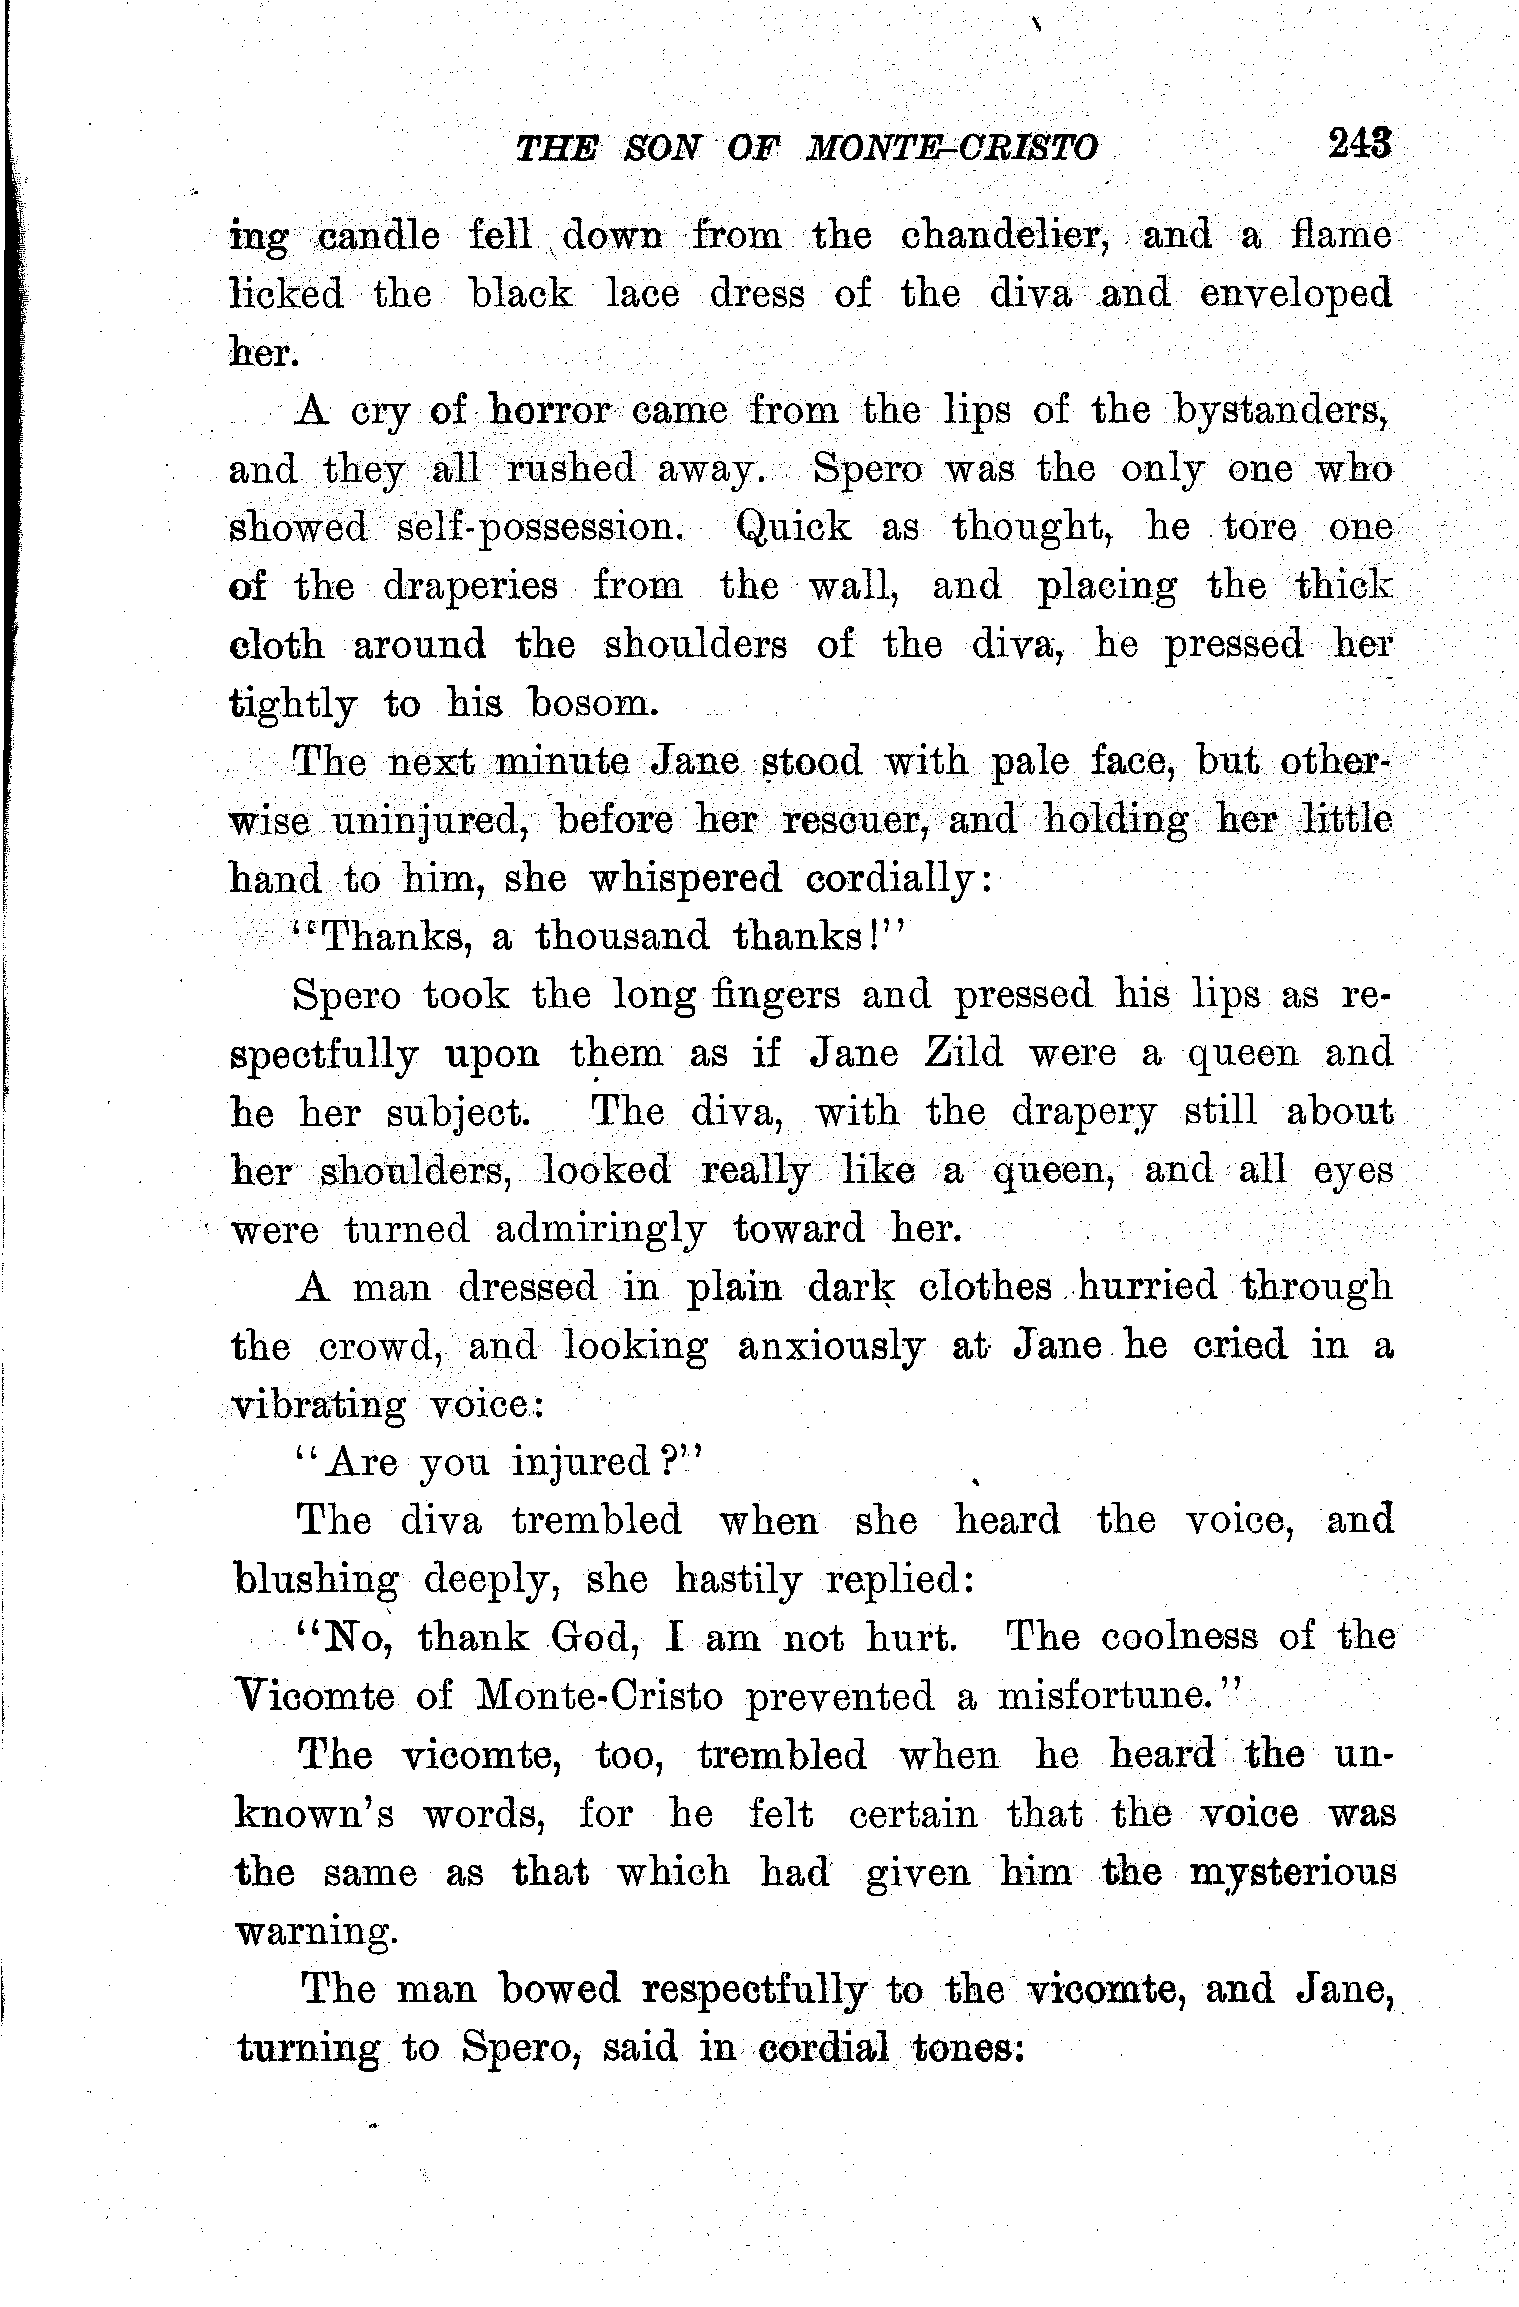 THE SON OF MONTE-CRISTO 243
ing candle fell down from the chandelier, and a flame
licked the black lace dress of the diva and enveloped
her.
A cry of horror came from the lips of the bystanders,
and they all rushed away. Spero was the only one who
showed self-possession. Quick as thought, he tore one
of the draperies from the wall, and placing the thick
cloth around the shoulders of the diva, he pressed her
tightly to his bosom.
The next minute Jane stood with pale face, but other-
wise uninjured, before her rescuer, and holding her little
hand to him, she whispered cordially:
"Thanks, a thousand thanks!"
Spero took the long fingers and pressed his lips as re-
spectfully upon them as if Jane Zild were a queen and
he her subject. The diva, with the drapery still about
her shoulders, looked really like a queen, and all eyes
were turned admiringly toward her.
A man dressed in plain dark clothes hurried through
the crowd, and looking anxiously at Jane he cried in a
vibrating voice:
"Are you injured?"
The diva trembled when she heard the voice, and
blushing deeply, she hastily replied:
"No, thank God, I am not hurt. The coolness of the
Vicomte of Monte-Cristo prevented a misfortune."
The vicomte, too, trembled when he heard the un-
known's words, for he felt certain that the voice was
the same as that which had given him the mysterious
warning.
The man bowed respectfully to the vicomte, and Jane,
turning to Spero, said in cordial tones: